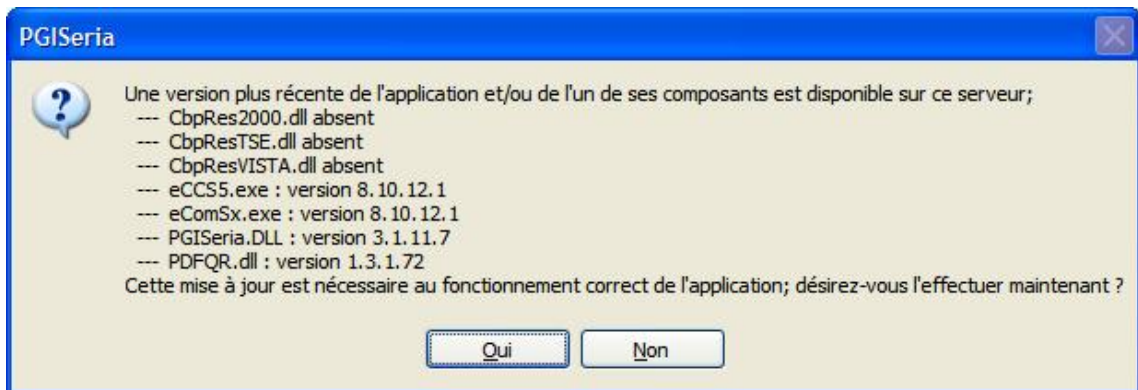 PGISeria
Une version plus récente de l'application et/ou de l'un de ses composants est disponible sur ce serveur;
--- CbpRes2000.dll absent
--- CbpResTSE.dll absent
--- CbpResVISTA.dll absent
--- eCCS5.exe : version 8.10.12.1
--- eComSx.exe : version 8.10.12.1
--- PGISeria.DLL : version 3.1.11.7
--- PDFQR.dll : version 1.3.1.72
Cette mise à jour est nécessaire au fonctionnement correct de l'application; désirez-vous l'effectuer maintenant ?
Oui
Non